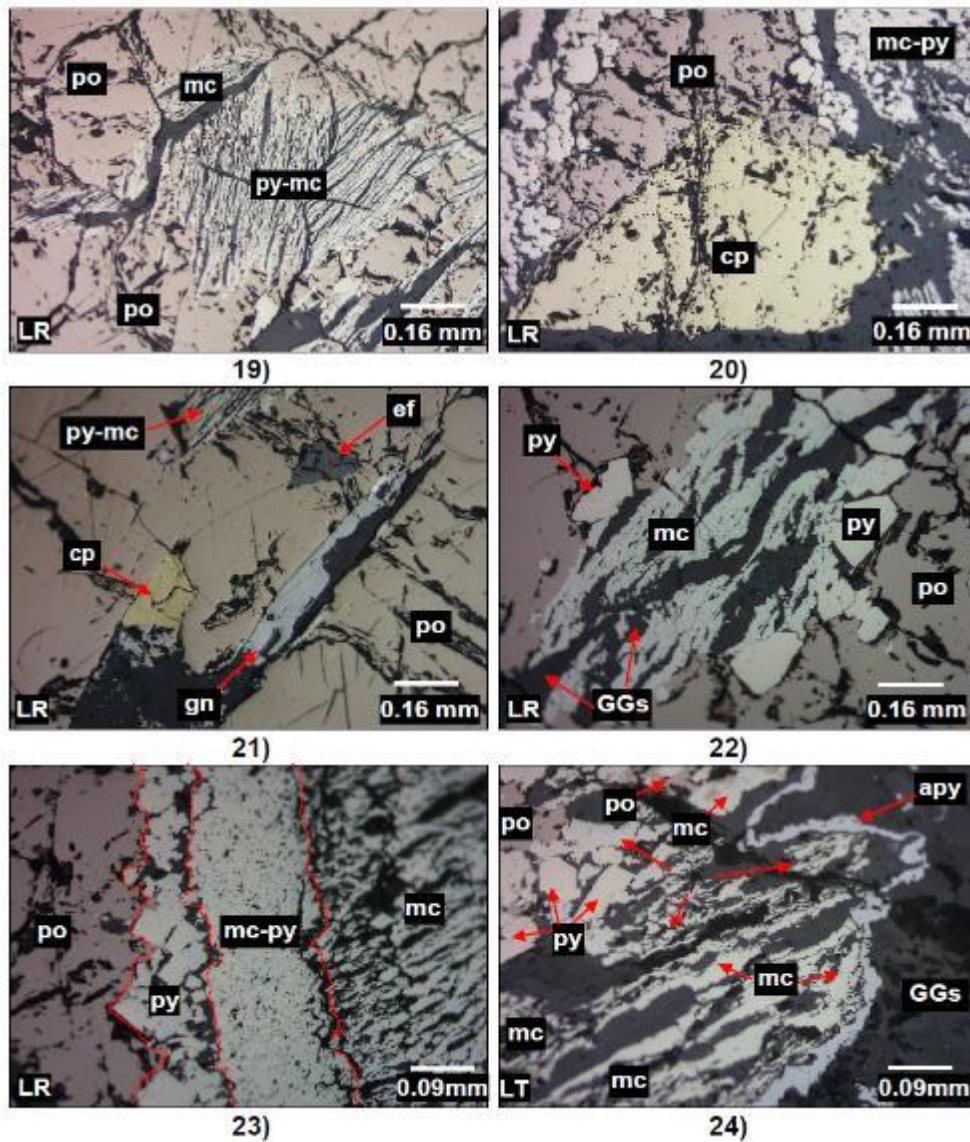 po
mc
py-mc
po
LR
0.16 mm
19)
po
mc-py
cp
LR
0.16 mm
20)
py-mc
ef
cp
po
gn
LR
0.16 mm
21)
py
mc
py
po
GGs
LR
0.16 mm
22)
po
mc-py
mc
py
LR
0.09mm
23)
po
po
mc
apy
py
mc
GGs
mc
mc
LT
0.09mm
24)